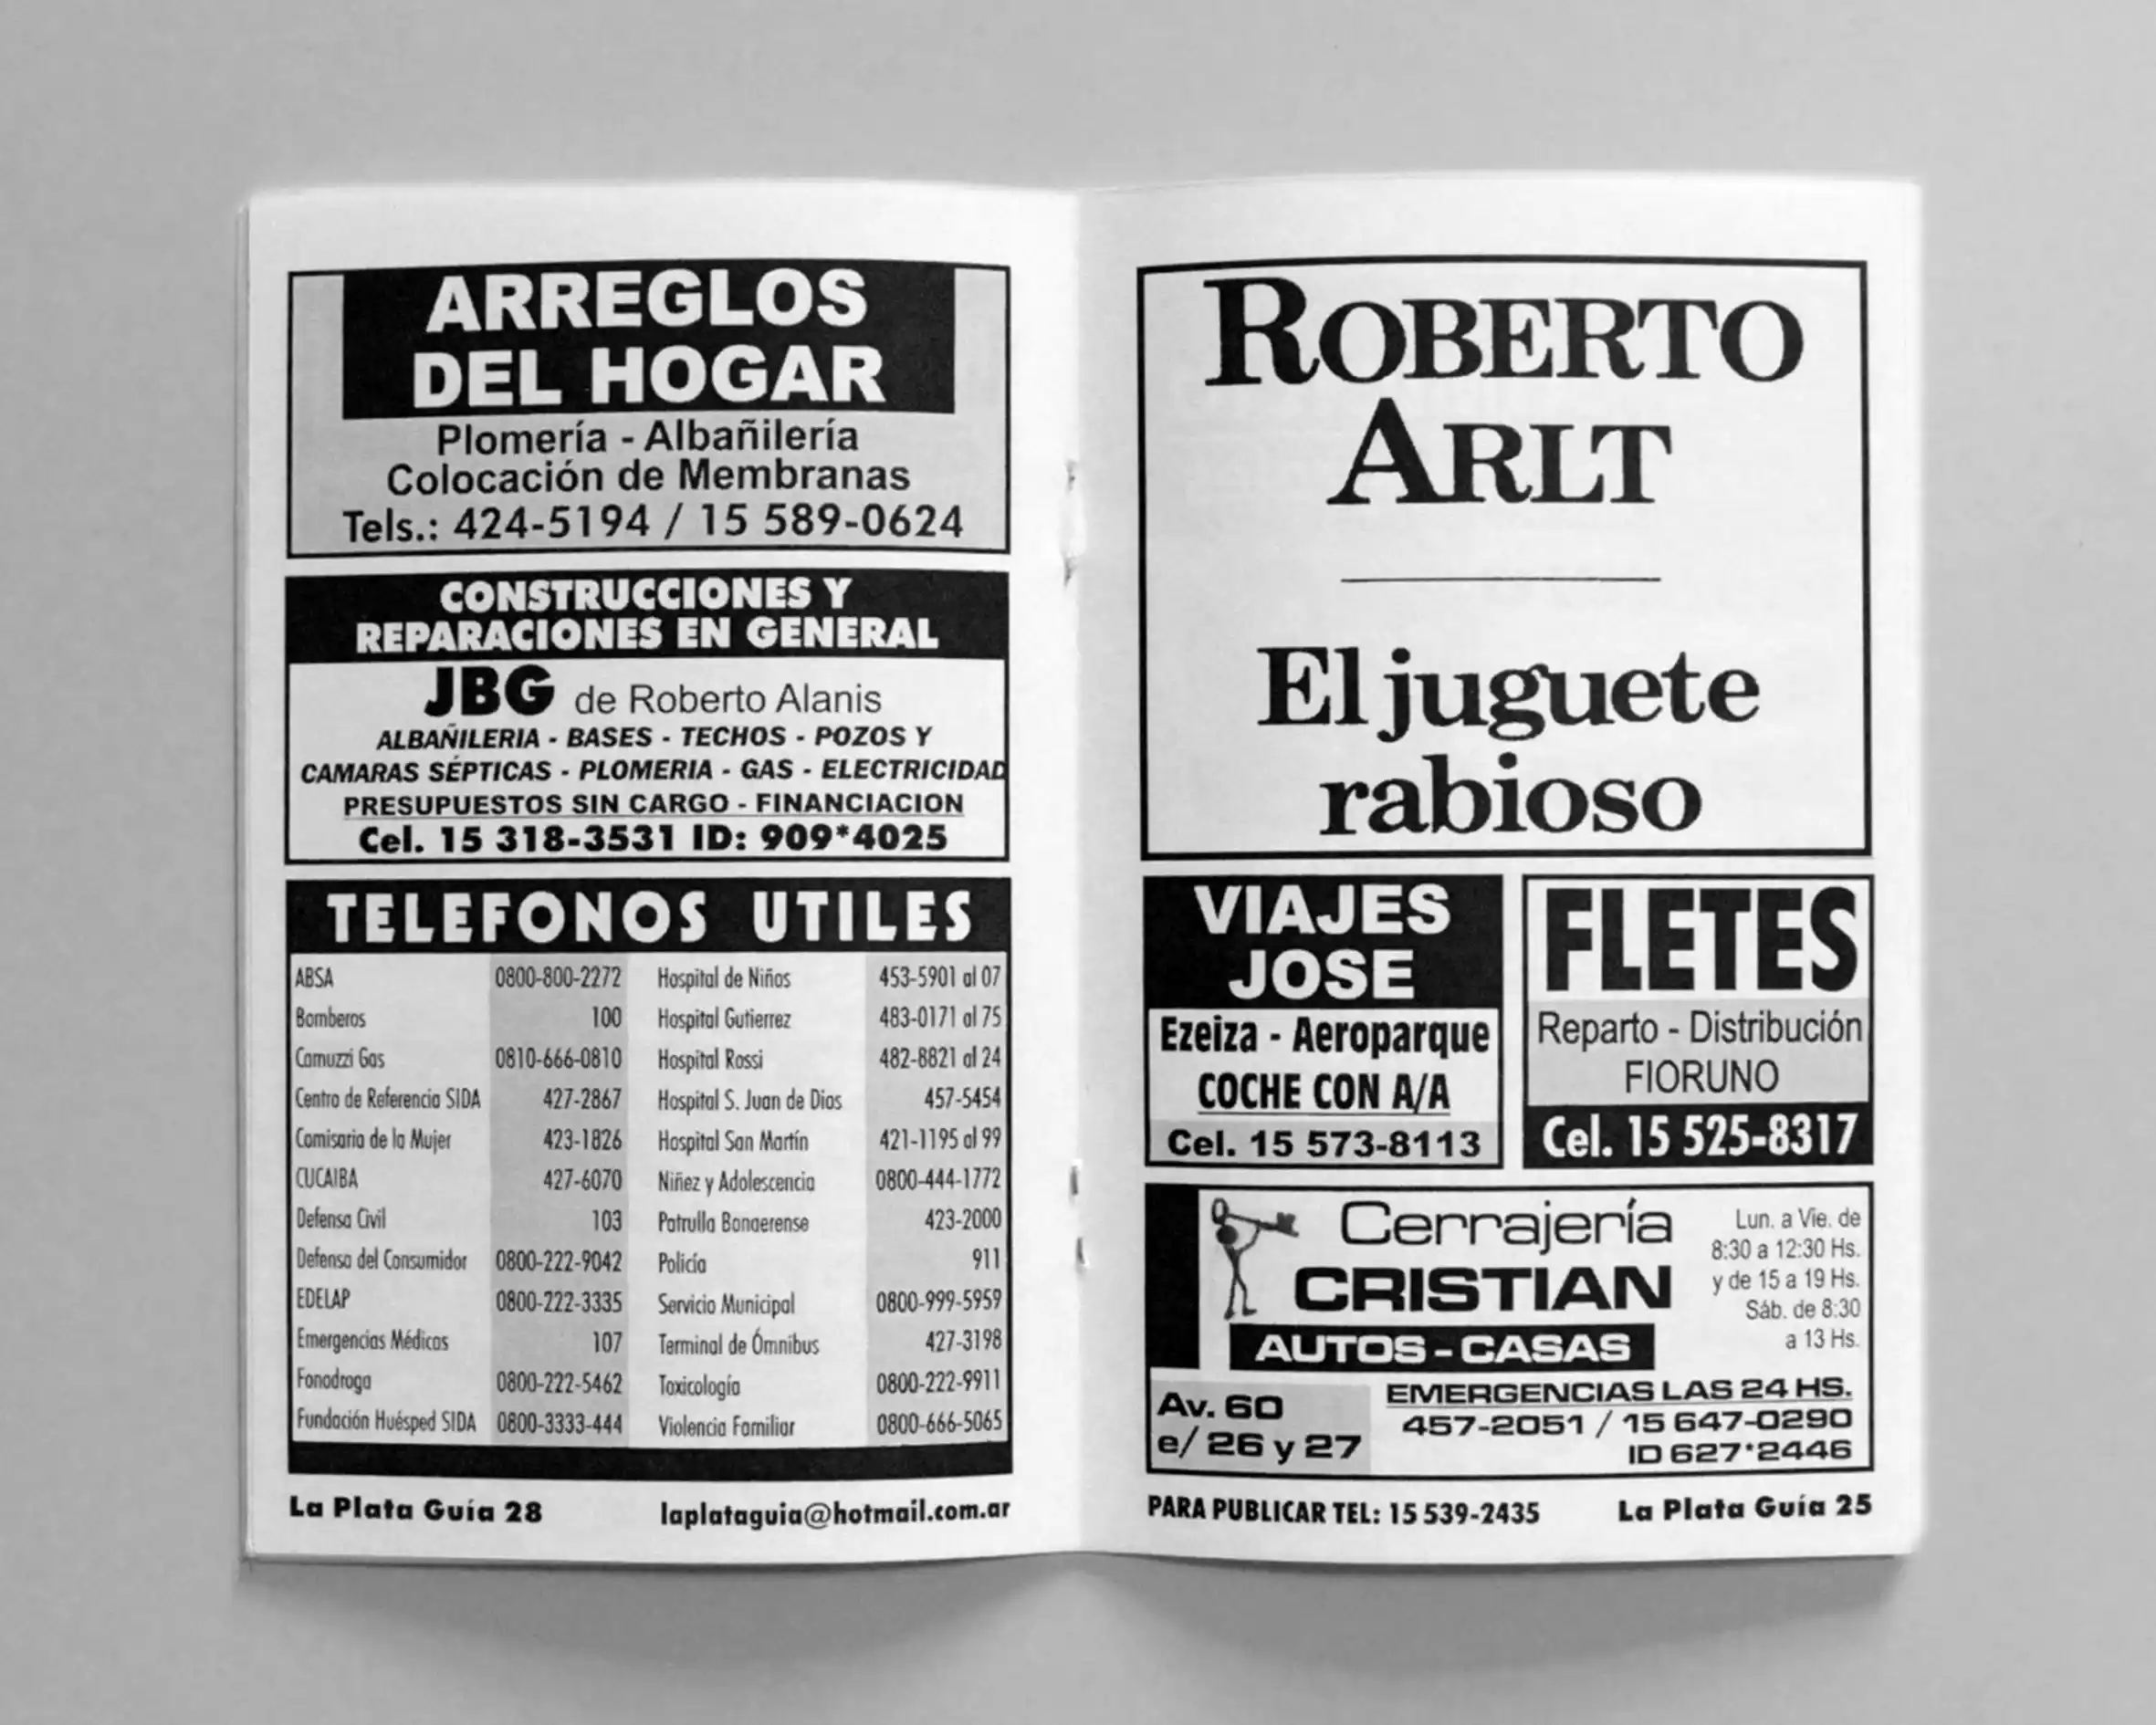 ARREGLOS
DEL HOGAR
Plomería - Albañilería
Colocación de Membranas
Tels.: 424-5194 / 15 589-0624
CONSTRUCCIONES Y
REPARACIONES EN GENERAL
JBG de Roberto Alanis
ALBAÑILERIA - BASES - TECHOS - POZOS Y
CAMARAS SÉPTICAS - PLOMERIA - GAS - ELECTRICIDAD
PRESUPUESTOS SIN CARGO - FINANCIACION
Cel. 15 318-3531 ID: 909*4025
TELEFONOS UTILES
ABSA 0800-800-2272 Hospital de Niños 453-5901 al 07
Bomberos 100 Hospital Gutierrez 483-0171 al 75
Camuzzi Gas 0810-666-0810 Hospital Rossi 482-8821 al 24
Centro de Referencia SIDA 427-2867 Hospital S. Juan de Dios 457-5454
Comisaria de la Mujer 423-1826 Hospital San Martín 421-1195 al 99
CUCAIBA 427-6070 Niñez y Adolescencia 0800-444-1772
Defensa Civil 103 Patrulla Bonaerense 423-2000
Defensa del Consumidor 0800-222-9042 Policía 911
EDELAP 0800-222-3335 Servicio Municipal 0800-999-5959
Emergencias Médicas 107 Terminal de Ómnibus 427-3198
Fonodroga 0800-222-5462 Toxicología 0800-222-9911
Fundación Huésped SIDA 0800-3333-444 Violencia Familiar 0800-666-5065
La Plata Guía 28 laplataguia@hotmail.com.ar
ROBERTO
ARLT
El juguete
rabioso
VIAJES
JOSE
Ezeiza - Aeroparque
COCHE CON A/A
Cel. 15 573-8113
FLETES
Reparto - Distribución
FIORUNO
Cel. 15 525-8317
Cerrajería
CRISTIAN
AUTOS - CASAS
Lun. a Vie. de
8:30 a 12:30 Hs.
y de 15 a 19 Hs.
Sáb. de 8:30
a 13 Hs.
Av. 60
e/ 26 y 27
EMERGENCIAS LAS 24 HS.
457-2051 / 15 647-0290
ID 627*2446
PARA PUBLICAR TEL: 15 539-2435 La Plata Guía 25